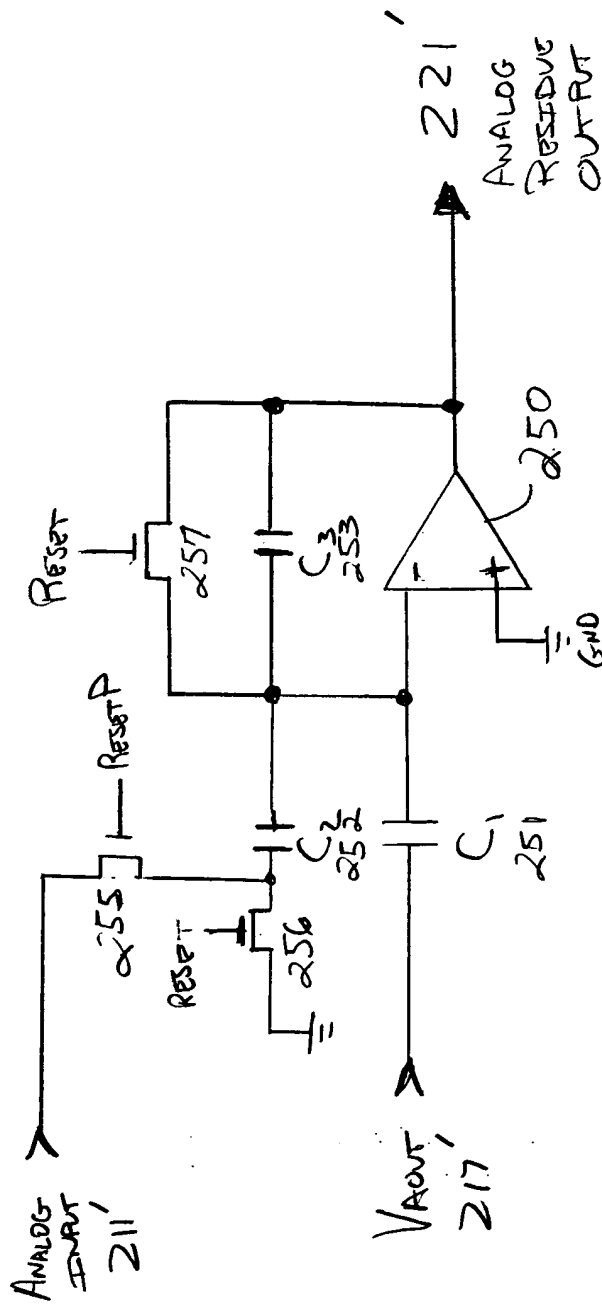 ANALOG
INPUT
211'
RESETP
255
RESET
256
RESET
257
C2
252
C3
253
VAOUT'
217'
C1
251
-
+
GND
250
221'
ANALOG
RESIDUE
OUTPUT